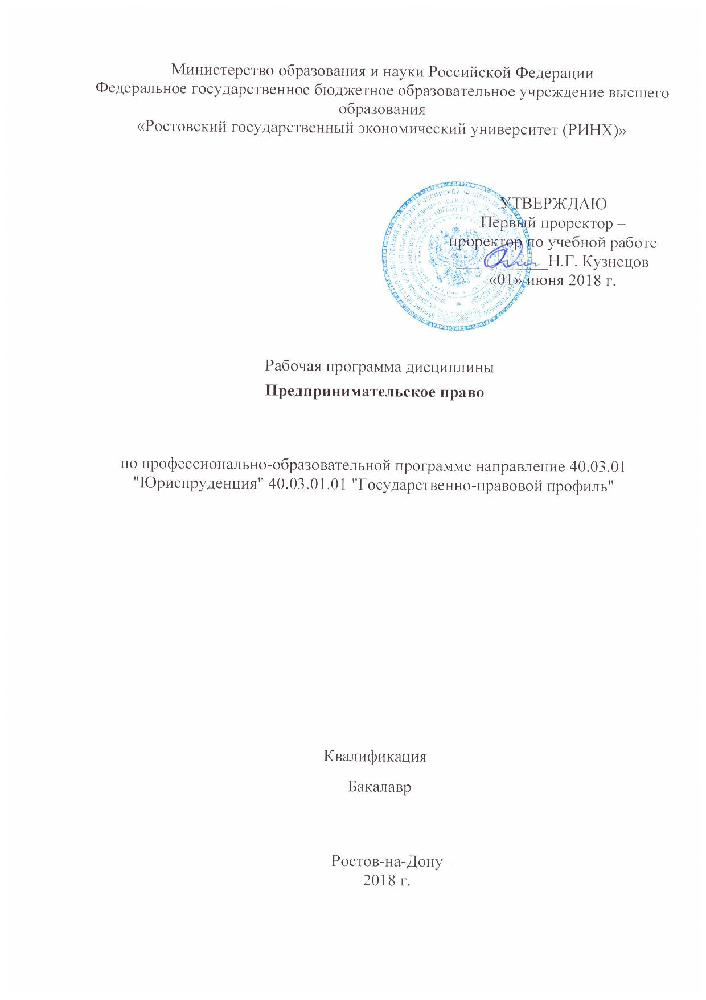 Министерство образования и науки Российской Федерации
Федеральное государственное бюджетное образовательное учреждение высшего
образования
«Ростовский государственный экономический университет (РИНХ)»
УТВЕРЖДАЮ
Первый проректор –
проректор по учебной работе
Н.Г. Кузнецов
«01» июня 2018 г.
Рабочая программа дисциплины
Предпринимательское право
по профессионально-образовательной программе направление 40.03.01
"Юриспруденция" 40.03.01.01 "Государственно-правовой профиль"
Квалификация
Бакалавр
Ростов-на-Дону
2018 г.